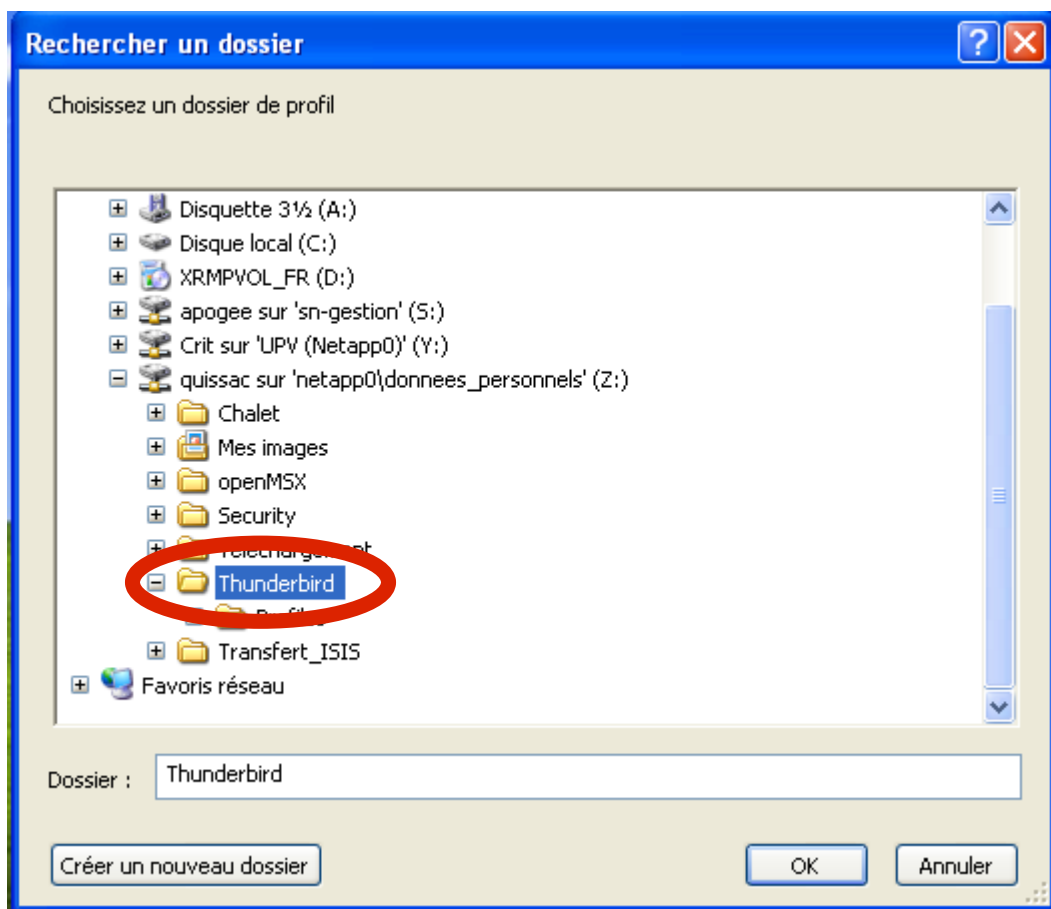 Rechercher un dossier
Choisissez un dossier de profil
Disquette 3½ (A:)
Disque local (C:)
XRMPVOL_FR (D:)
apogee sur 'sn-gestion' (S:)
Crit sur 'UPV (Netapp0)' (Y:)
quissac sur 'netapp0\donnees_personnels' (Z:)
Chalet
Mes images
openMSX
Security
Téléchargement
Thunderbird
Profiles
Transfert_ISIS
Favoris réseau
Dossier : Thunderbird
Créer un nouveau dossier OK Annuler